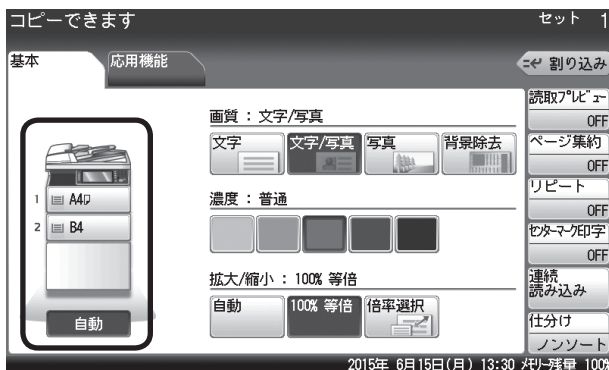 コピーできます
セット 1
基本
応用機能
割り込み
画質 : 文字/写真
文字
文字/写真
写真
背景除去
1 A4
2 B4
自動
濃度 : 普通
拡大/縮小 : 100% 等倍
自動
100% 等倍
倍率選択
読取プレビュー
OFF
ページ集約
OFF
リピート
OFF
センターマーク印字
OFF
連続
読み込み
仕分け
ノンソート
2015年 6月15日(月) 13:30 メモリー残量 100%